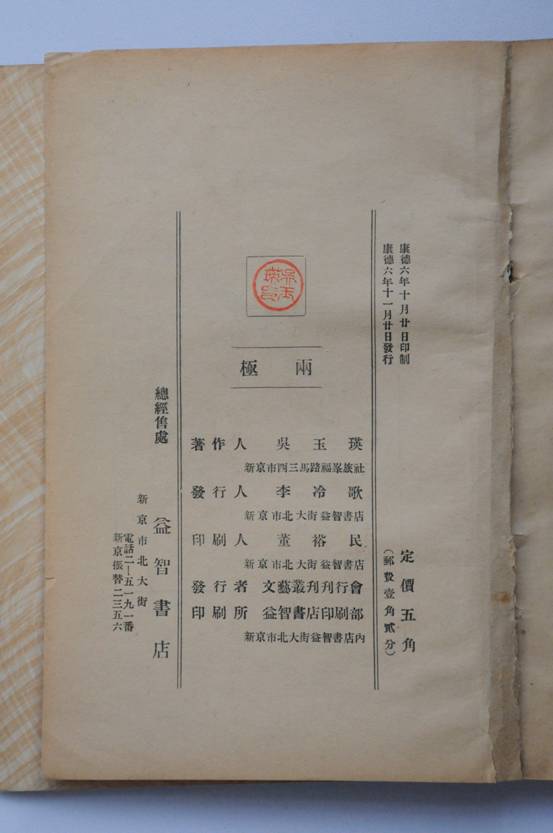 康德六年十月廿日印制
康德六年十一月廿日發行
定價五角
(郵費壹角貳分)
吳玉瑛印
兩極
著作人 吳玉瑛
新京市四三馬路福峯旅社
發行人 李冷歌
新京市北大街益智書店
印刷人 董裕民
新京市北大街益智書店
發行者 文藝叢刊刊行會
印刷所 益智書店印刷部
新京市北大街益智書店內
總經售處 益智書店
新京市北大街
電話二—五一九一番
新京振替二三五六